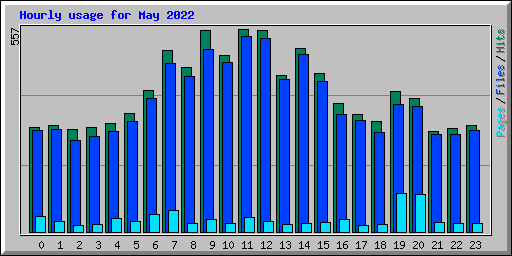 Hourly usage for May 2022
557
Pages/Files/Hits
0 1 2 3 4 5 6 7 8 9 10 11 12 13 14 15 16 17 18 19 20 21 22 23